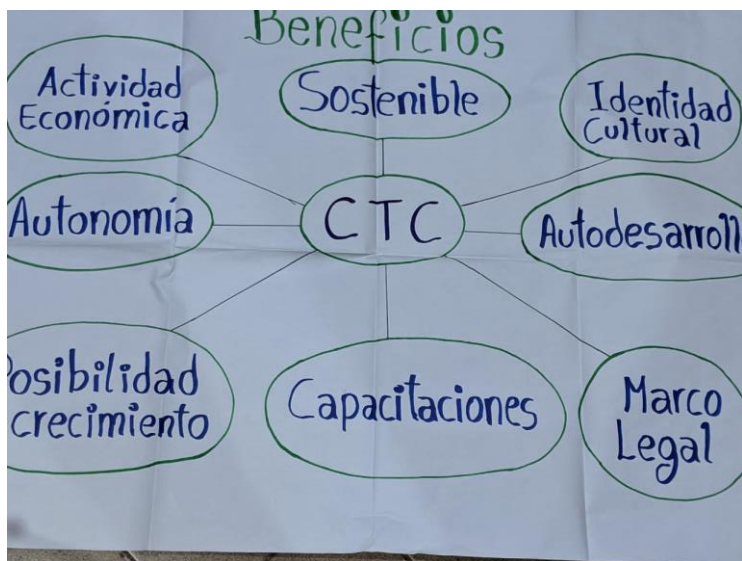 Beneficios
Actividad
Económica
Sostenible
Identidad
Cultural
Autonomía
CTC
Autodesarroll
osibilidad
crecimiento
Capacitaciones
Marco
Legal